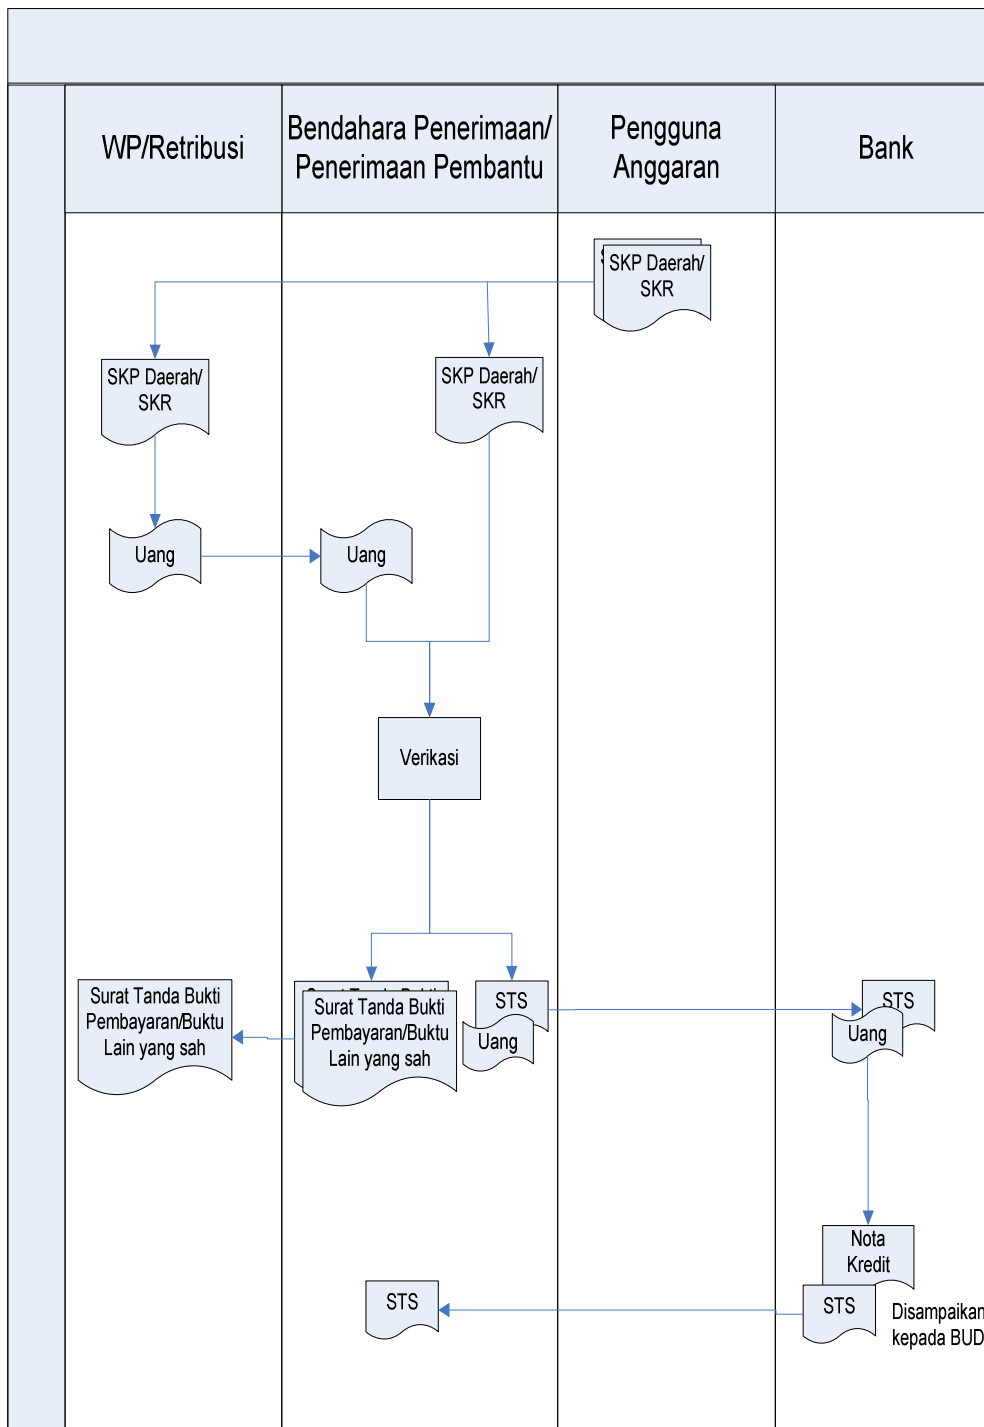 WP/Retribusi
Bendahara Penerimaan/
Penerimaan Pembantu
Pengguna
Anggaran
Bank
SKP Daerah/
SKR
SKP Daerah/
SKR
SKP Daerah/
SKR
Uang
Uang
Verikasi
Surat Tanda Bukti
Pembayaran/Buktu
Lain yang sah
Surat Tanda Bukti
Pembayaran/Buktu
Lain yang sah
STS
Uang
STS
Uang
Nota
Kredit
STS
STS
Disampaikan
kepada BUD